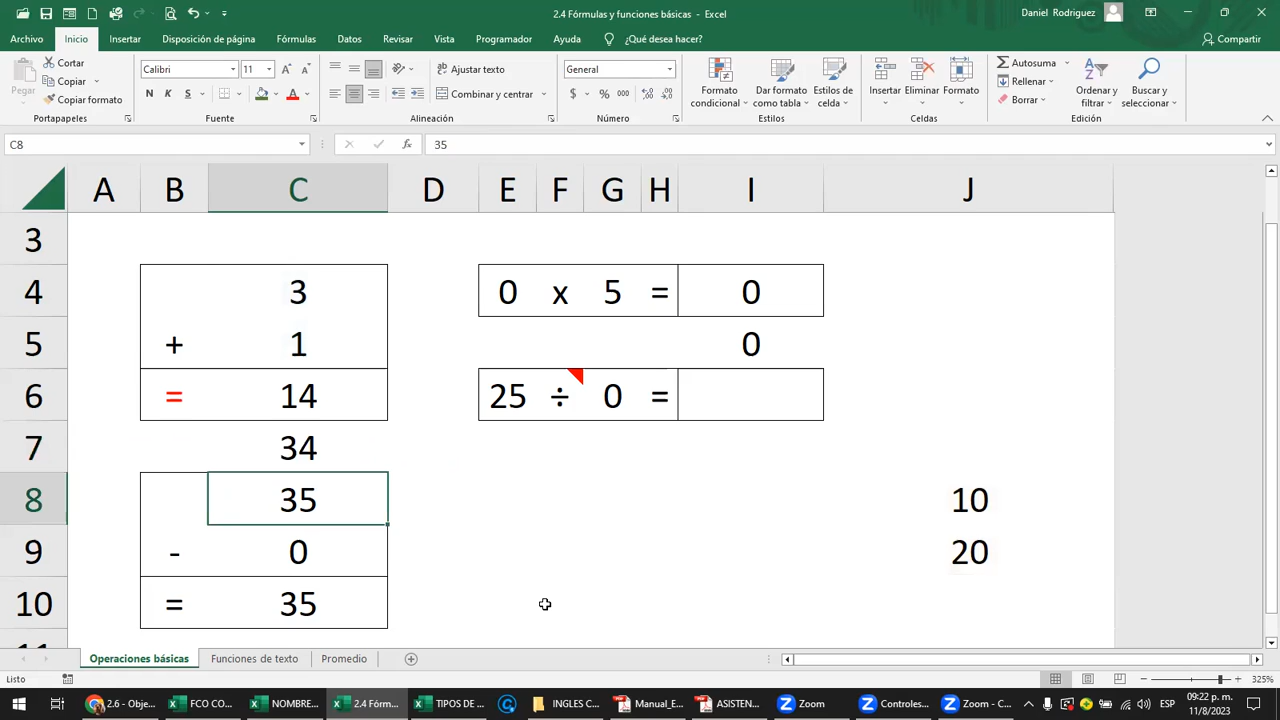 2.4 Fórmulas y funciones básicas - Excel
Daniel Rodriguez
Archivo Inicio Insertar Disposición de página Fórmulas Datos Revisar Vista Programador Ayuda ¿Qué desea hacer? Compartir
Pegar
Cortar
Copiar
Copiar formato
Calibri 11
N K S
A
Ajustar texto
Combinar y centrar
General
$ % 000
Formato condicional
Dar formato como tabla
Estilos de celda
Insertar
Eliminar
Formato
Autosuma
Rellenar
Borrar
Ordenar y filtrar
Buscar y seleccionar
Portapapeles Fuente Alineación Número Estilos Celdas Edición
C8 fx 35
A B C D E F G H I J
3
4 3 0 x 5 = 0
5 + 1 0
6 = 14 25 ÷ 0 =
7 34
8 35 10
9 - 0 20
10 = 35
11
Operaciones básicas Funciones de texto Promedio
Listo 325%
2.6 - Obje... FCO CO... NOMBRE... 2.4 Fórm... TIPOS DE ... INGLES C... Manual_E... ASISTEN... Zoom Controles... Zoom - C... ESP 09:22 p. m.
11/8/2023